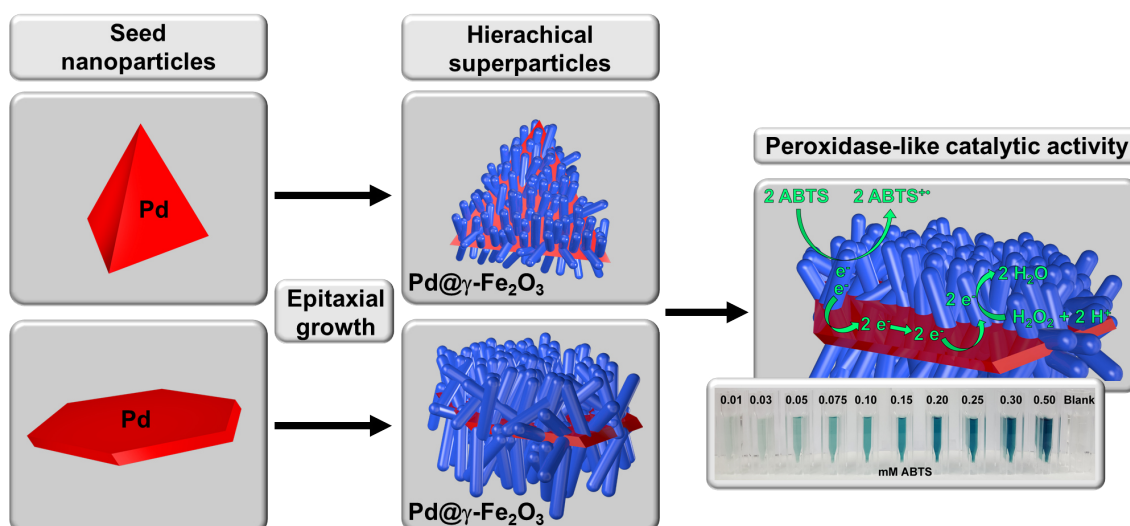 Seed
nanoparticles
Hierachical
superparticles
Pd
Pd@γ-Fe₂O₃
Epitaxial
growth
Pd
Pd@γ-Fe₂O₃
Peroxidase-like catalytic activity
2 ABTS 2 ABTS⁺•
e⁻
e⁻
2 e⁻ 2 e⁻
2 e⁻
2 H₂O
H₂O₂ + 2 H⁺
0.01 0.03 0.05 0.075 0.10 0.15 0.20 0.25 0.30 0.50 Blank
mM ABTS